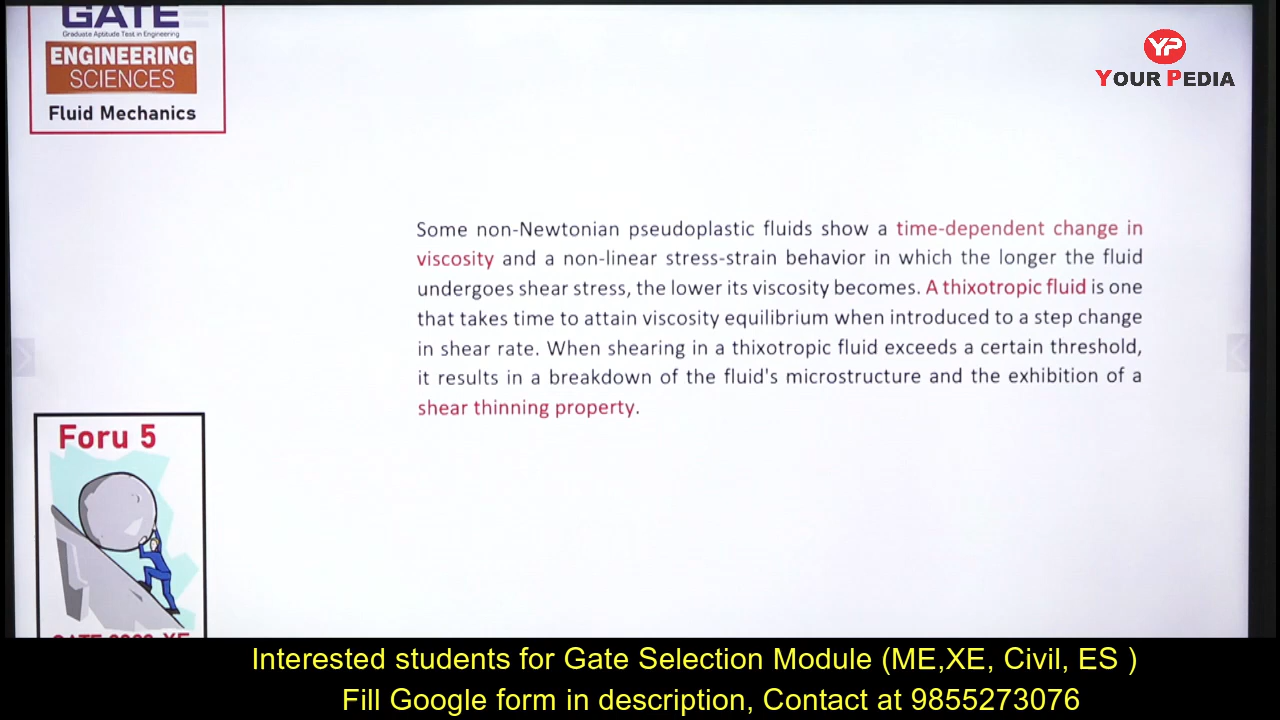 GATE
Graduate Aptitude Test in Engineering
ENGINEERING
SCIENCES
Fluid Mechanics
YP
YOUR PEDIA
Some non-Newtonian pseudoplastic fluids show a time-dependent change in
viscosity and a non-linear stress-strain behavior in which the longer the fluid
undergoes shear stress, the lower its viscosity becomes. A thixotropic fluid is one
that takes time to attain viscosity equilibrium when introduced to a step change
in shear rate. When shearing in a thixotropic fluid exceeds a certain threshold,
it results in a breakdown of the fluid's microstructure and the exhibition of a
shear thinning property.
Foru 5
Interested students for Gate Selection Module (ME,XE, Civil, ES )
Fill Google form in description, Contact at 9855273076